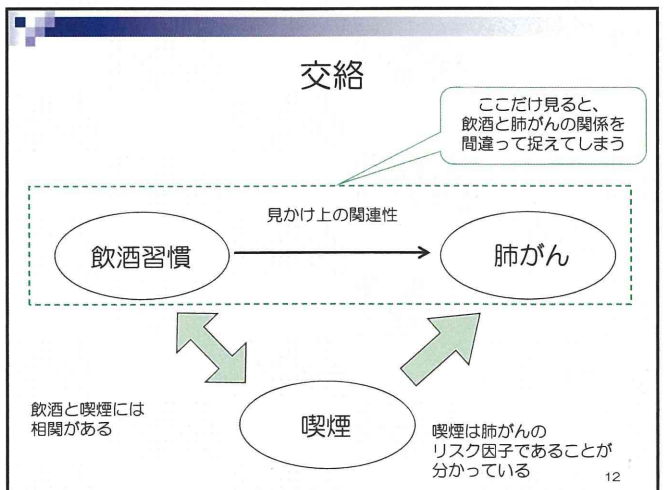 交絡
ここだけ見ると、
飲酒と肺がんの関係を
間違って捉えてしまう
見かけ上の関連性
飲酒習慣
肺がん
喫煙
飲酒と喫煙には
相関がある
喫煙は肺がんの
リスク因子であることが
分かっている
12